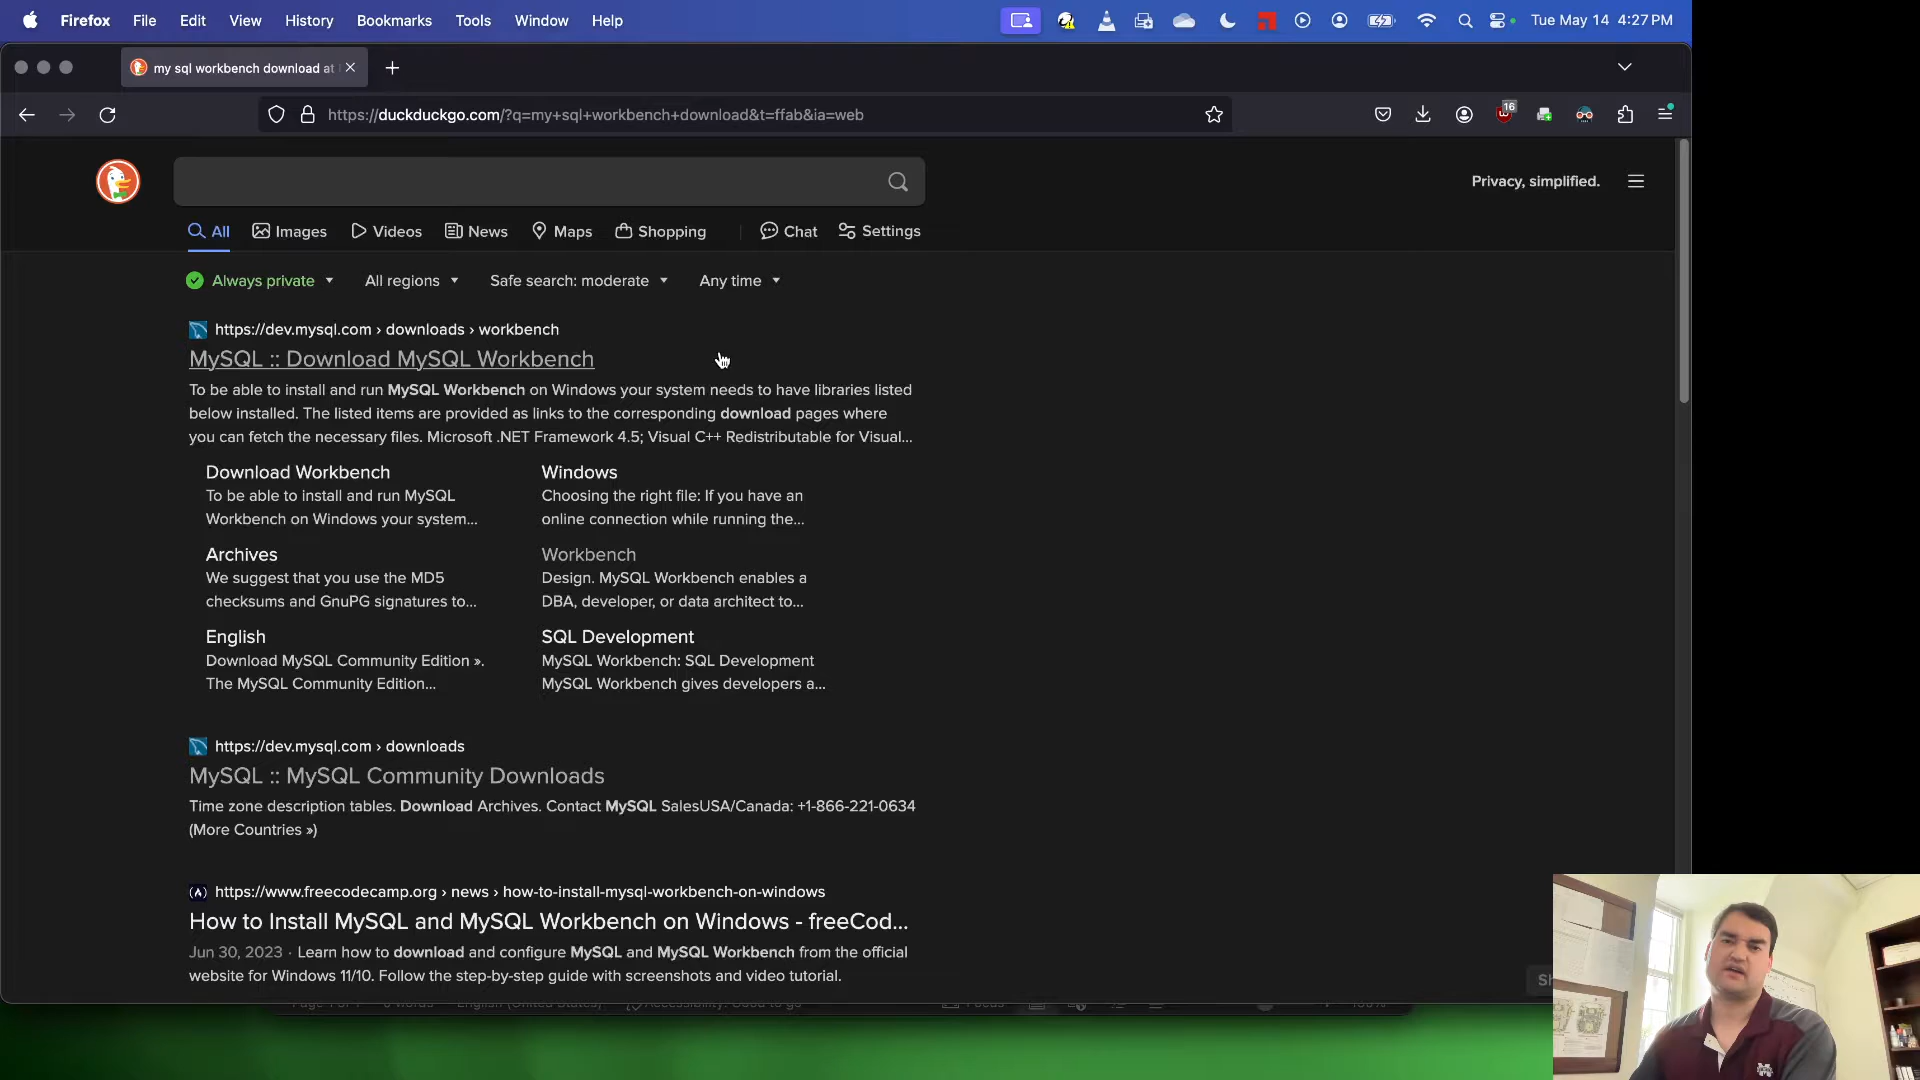 Firefox File Edit View History Bookmarks Tools Window Help Tue May 14 4:27 PM
my sql workbench download at
16
https://duckduckgo.com/?q=my+sql+workbench+download&t=ffab&ia=web
Privacy, simplified.
All Images Videos News Maps Shopping Chat Settings
Always private All regions Safe search: moderate Any time
https://dev.mysql.com › downloads › workbench
MySQL :: Download MySQL Workbench
To be able to install and run MySQL Workbench on Windows your system needs to have libraries listed
below installed. The listed items are provided as links to the corresponding download pages where
you can fetch the necessary files. Microsoft .NET Framework 4.5; Visual C++ Redistributable for Visual...
Download Workbench
To be able to install and run MySQL
Workbench on Windows your system...
Windows
Choosing the right file: If you have an
online connection while running the...
Archives
We suggest that you use the MD5
checksums and GnuPG signatures to...
Workbench
Design. MySQL Workbench enables a
DBA, developer, or data architect to...
English
Download MySQL Community Edition ».
The MySQL Community Edition...
SQL Development
MySQL Workbench: SQL Development
MySQL Workbench gives developers a...
https://dev.mysql.com › downloads
MySQL :: MySQL Community Downloads
Time zone description tables. Download Archives. Contact MySQL SalesUSA/Canada: +1-866-221-0634
(More Countries »)
https://www.freecodecamp.org › news › how-to-install-mysql-workbench-on-windows
How to Install MySQL and MySQL Workbench on Windows - freeCod...
Jun 30, 2023 · Learn how to download and configure MySQL and MySQL Workbench from the official
website for Windows 11/10. Follow the step-by-step guide with screenshots and video tutorial.